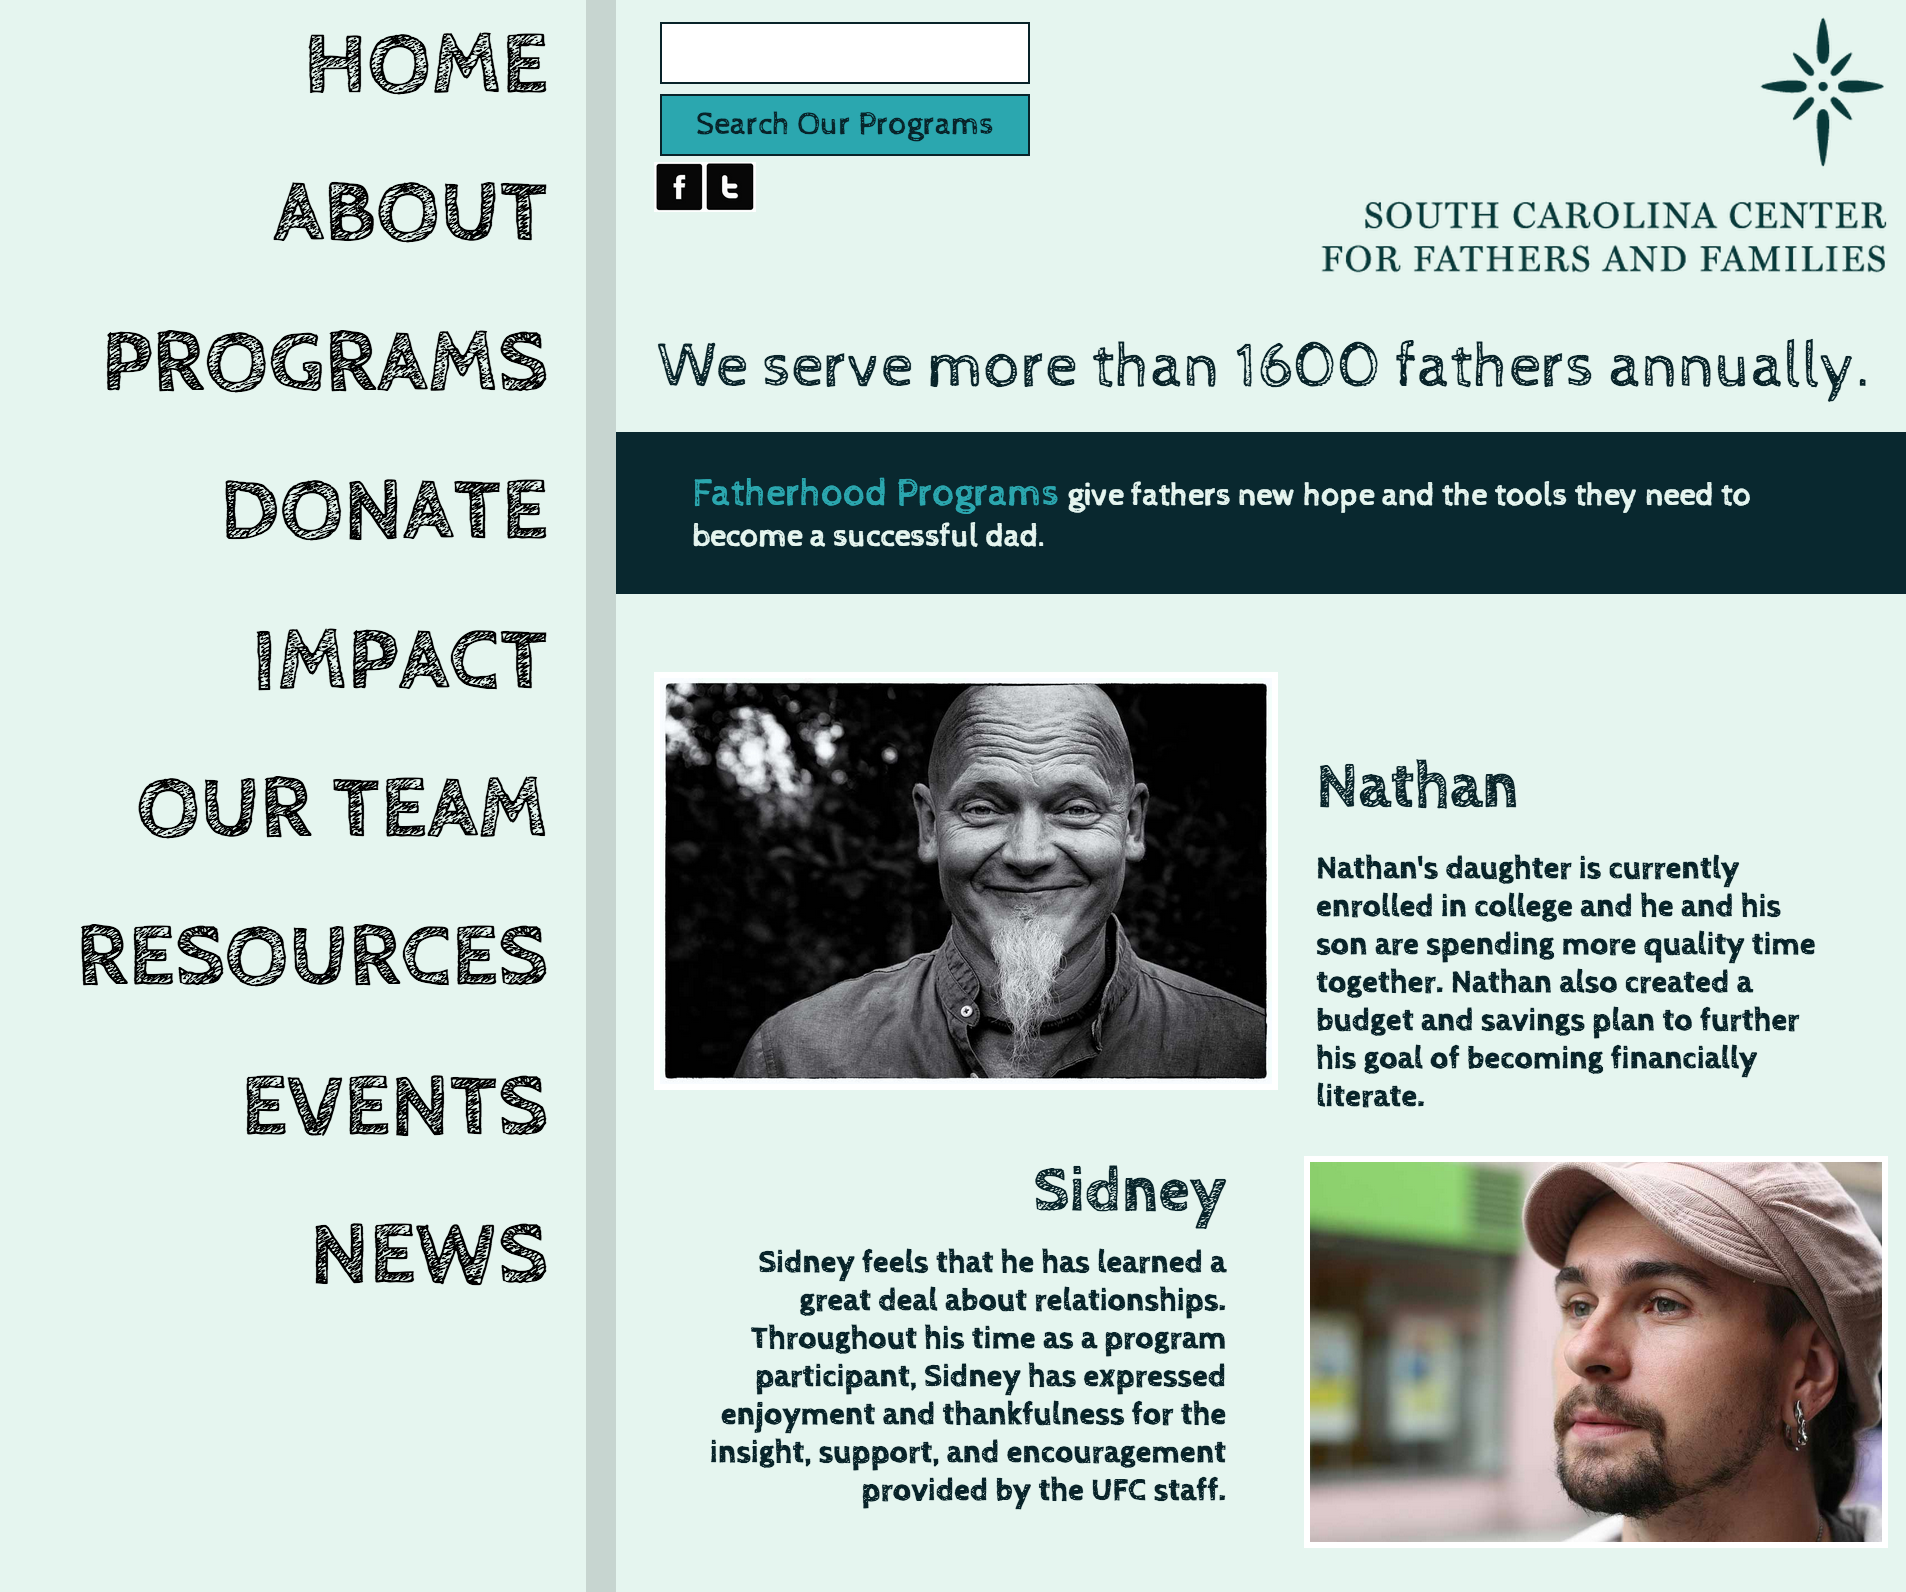 HOME
ABOUT
PROGRAMS
DONATE
IMPACT
OUR TEAM
RESOURCES
EVENTS
NEWS
Search Our Programs
f t
SOUTH CAROLINA CENTER
FOR FATHERS AND FAMILIES
We serve more than 1600 fathers annually.
Fatherhood Programs give fathers new hope and the tools they need to
become a successful dad.
Nathan
Nathan's daughter is currently
enrolled in college and he and his
son are spending more quality time
together. Nathan also created a
budget and savings plan to further
his goal of becoming financially
literate.
Sidney
Sidney feels that he has learned a
great deal about relationships.
Throughout his time as a program
participant, Sidney has expressed
enjoyment and thankfulness for the
insight, support, and encouragement
provided by the UFC staff.